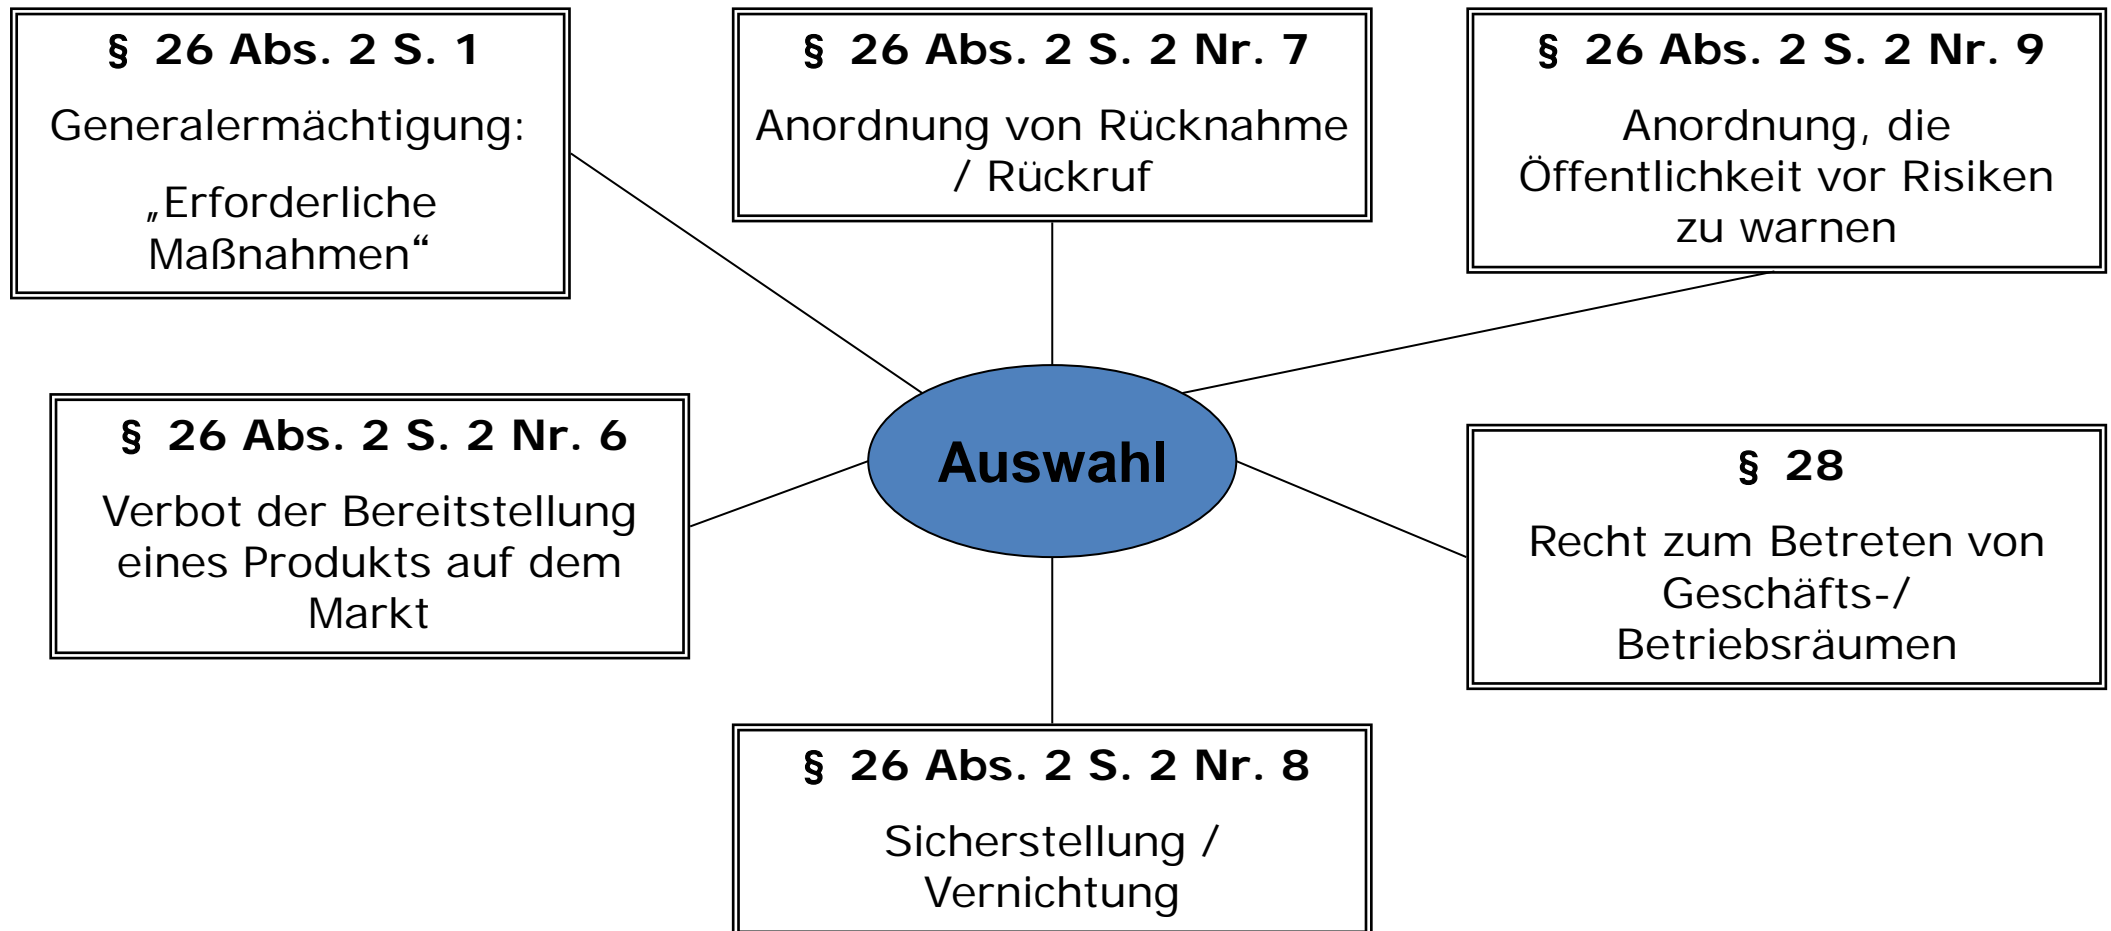 § 26 Abs. 2 S. 1
Generalermächtigung:
„Erforderliche
Maßnahmen“
§ 26 Abs. 2 S. 2 Nr. 7
Anordnung von Rücknahme
/ Rückruf
§ 26 Abs. 2 S. 2 Nr. 9
Anordnung, die
Öffentlichkeit vor Risiken
zu warnen
§ 26 Abs. 2 S. 2 Nr. 6
Verbot der Bereitstellung
eines Produkts auf dem
Markt
Auswahl
§ 28
Recht zum Betreten von
Geschäfts-/
Betriebsräumen
§ 26 Abs. 2 S. 2 Nr. 8
Sicherstellung /
Vernichtung